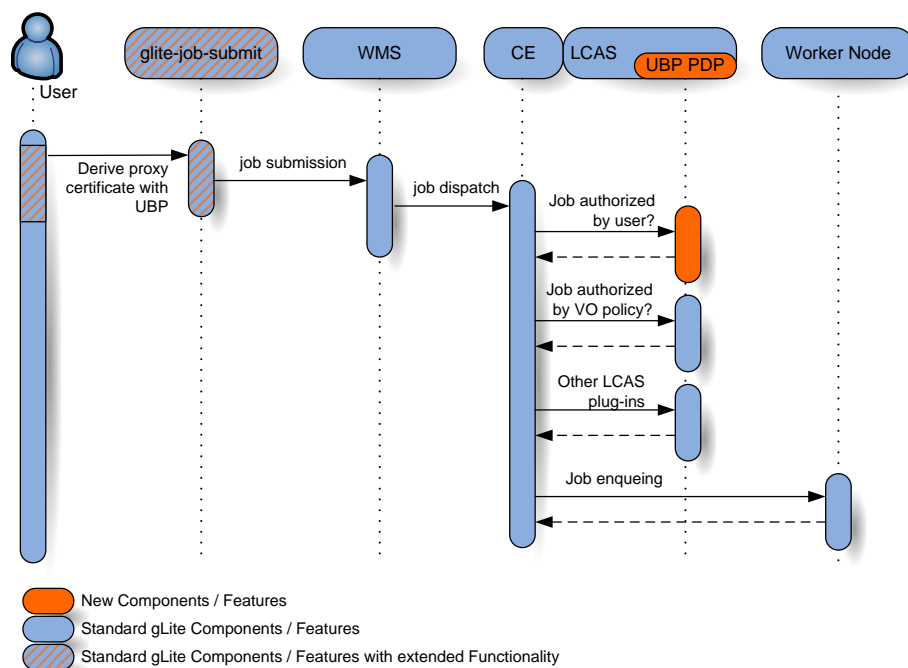 User
glite-job-submit
WMS
CE
LCAS
UBP PDP
Worker Node
Derive proxy
certificate with
UBP
job submission
job dispatch
Job authorized
by user?
Job authorized
by VO policy?
Other LCAS
plug-ins
Job enqueing
New Components / Features
Standard gLite Components / Features
Standard gLite Components / Features with extended Functionality